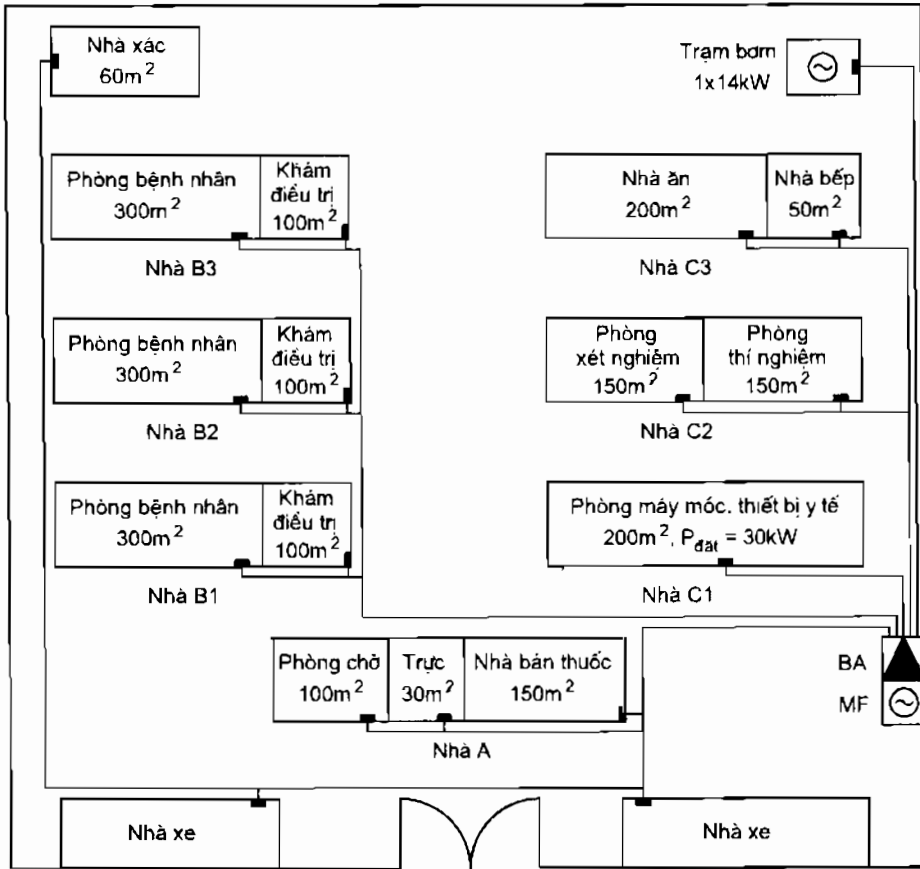 Nhà xác
60m²
Trạm bơm
1x14kW
Phòng bệnh nhân
300m²
Khám
điều trị
100m²
Nhà B3
Nhà ăn
200m²
Nhà bếp
50m²
Nhà C3
Phòng bệnh nhân
300m²
Khám
điều trị
100m²
Nhà B2
Phòng
xét nghiệm
150m²
Phòng
thí nghiệm
150m²
Nhà C2
Phòng bệnh nhân
300m²
Khám
điều trị
100m²
Nhà B1
Phòng máy móc. thiết bị y tế
200m², Pđặt = 30kW
Nhà C1
Phòng chờ
100m²
Trực
30m²
Nhà bán thuốc
150m²
Nhà A
BA
MF
Nhà xe
Nhà xe